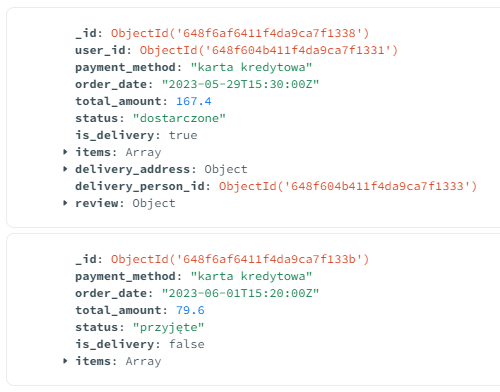 _id: ObjectId('648f6af6411f4da9ca7f1338')
user_id: ObjectId('648f604b411f4da9ca7f1331')
payment_method: "karta kredytowa"
order_date: "2023-05-29T15:30:00Z"
total_amount: 167.4
status: "dostarczone"
is_delivery: true
items: Array
delivery_address: Object
delivery_person_id: ObjectId('648f604b411f4da9ca7f1333')
review: Object
_id: ObjectId('648f6af6411f4da9ca7f133b')
payment_method: "karta kredytowa"
order_date: "2023-06-01T15:20:00Z"
total_amount: 79.6
status: "przyjęte"
is_delivery: false
items: Array